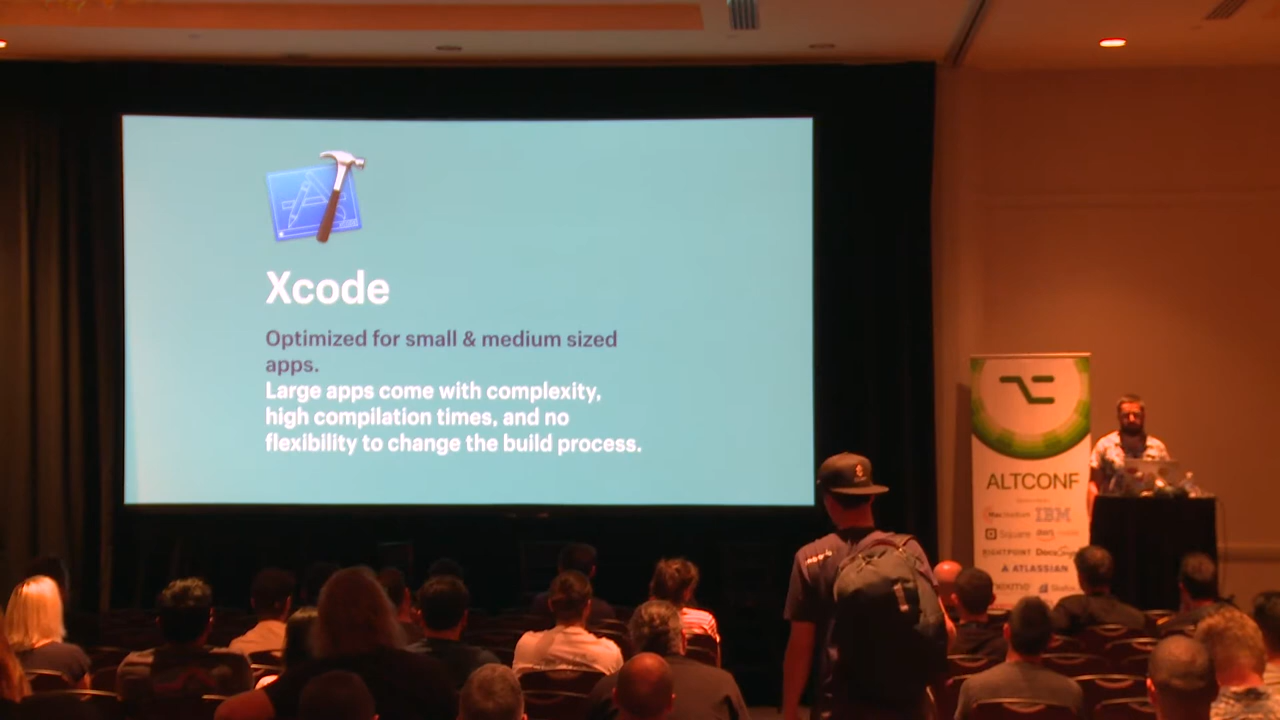 Xcode
Optimized for small & medium sized
apps.
Large apps come with complexity,
high compilation times, and no
flexibility to change the build process.
ALTCONF
IBM
Square
RIGHTPOINT
ATLASSIAN